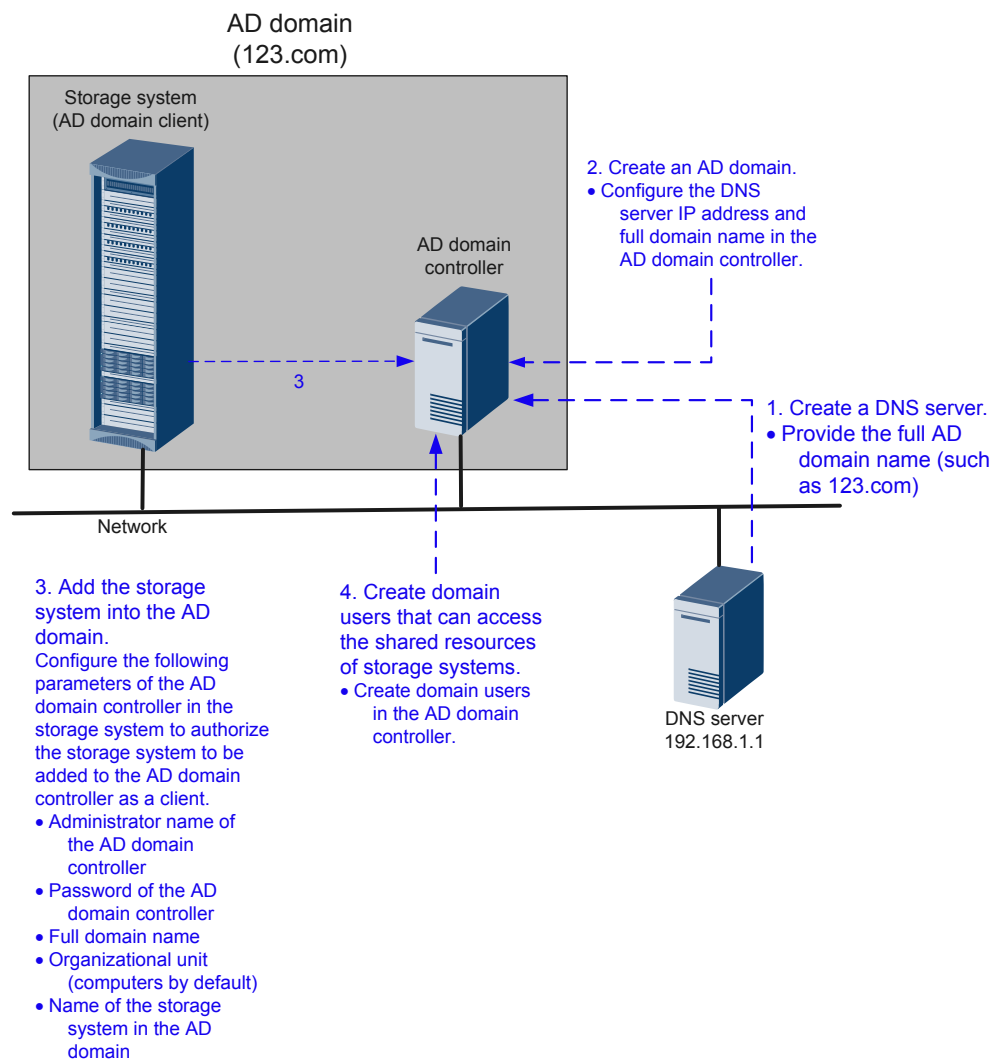 AD domain
(123.com)
Storage system
(AD domain client)
AD domain
controller
3
2. Create an AD domain.
• Configure the DNS
server IP address and
full domain name in the
AD domain controller.
1. Create a DNS server.
• Provide the full AD
domain name (such
as 123.com)
Network
3. Add the storage
system into the AD
domain.
Configure the following
parameters of the AD
domain controller in the
storage system to authorize
the storage system to be
added to the AD domain
controller as a client.
• Administrator name of
the AD domain
controller
• Password of the AD
domain controller
• Full domain name
• Organizational unit
(computers by default)
• Name of the storage
system in the AD
domain
4. Create domain
users that can access
the shared resources
of storage systems.
• Create domain users
in the AD domain
controller.
DNS server
192.168.1.1